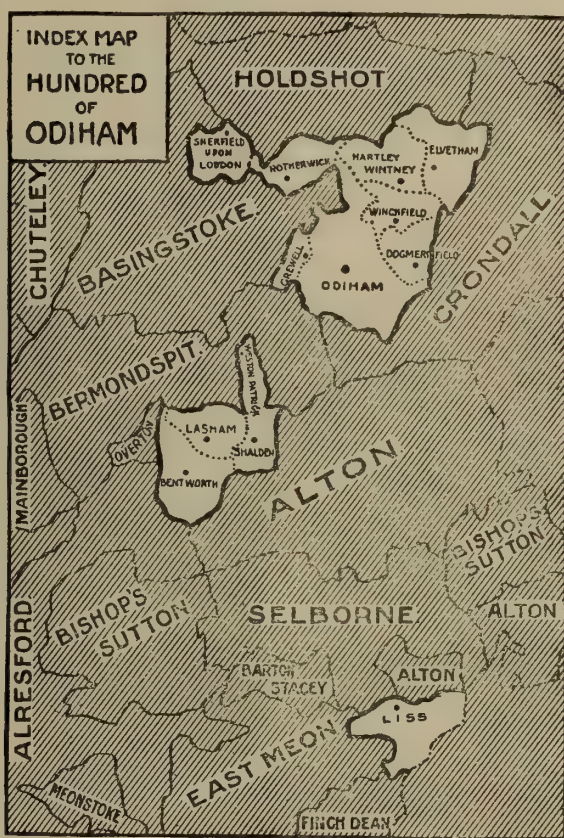 INDEX MAP
TO THE
HUNDRED
OF
ODIHAM
HOLDSHOT
SHERFIELD
UPON
LODDON
ROTHERWICK
HARTLEY
WINTNEY
ELVETHAM
CHUTELEY
BASINGSTOKE.
WINCHFIELD
CRONDALL
GREWELL
DOGMERSFIELD
ODIHAM
BERMONDSPIT.
WESTON PATRICK
MAINBOROUGH
OVERTON
LASHAM
SHALDEN
BENTWORTH
ALTON
BISHOP'S
SUTTON
ALRESFORD
BISHOP'S
SUTTON
SELBORNE
ALTON
BARTON
STACEY
ALTON
LISS
EAST MEON
MEONSTOKE
FINCH DEAN